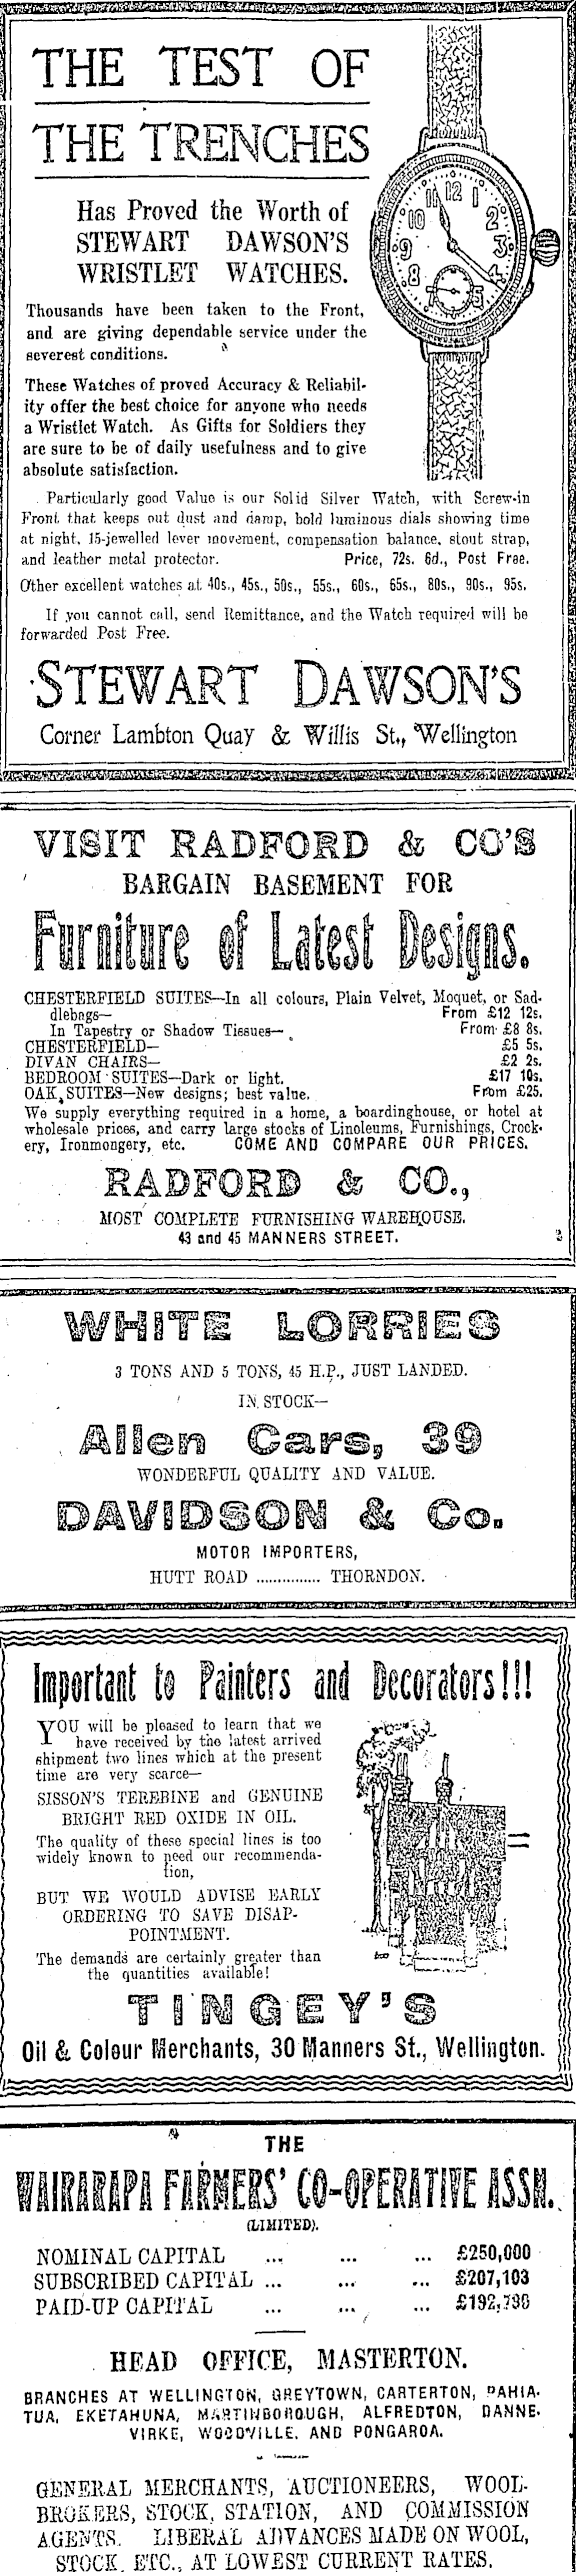 THE TEST OF
THE TRENCHES
Has Proved the Worth of
STEWART DAWSON'S
WRISTLET WATCHES.
Thousands have been taken to the Front,
and are giving dependable service under the
severest conditions.
These Watches of proved Accuracy & Reliabil-
ity offer the best choice for anyone who needs
a Wristlet Watch. As Gifts for Soldiers they
are sure to be of daily usefulness and to give
absolute satisfaction.
Particularly good Value is our Solid Silver Watch, with Screw-in
Front that keeps out dust and damp, bold luminous dials showing time
at night, 15-jewelled lever movement, compensation balance, stout strap,
and leather metal protector. Price, 72s. 6d., Post Free.
Other excellent watches at 40s., 45s., 50s., 55s., 60s., 65s., 80s., 90s., 95s.
If you cannot call, send Remittance, and the Watch required will be
forwarded Post Free.
STEWART DAWSON'S
Corner Lambton Quay & Willis St., Wellington
VISIT RADFORD & CO'S
BARGAIN BASEMENT FOR
Furniture of Latest Designs.
CHESTERFIELD SUITES—In all colours, Plain Velvet, Moquet, or Sad-
dlebags— From £12 12s.
In Tapestry or Shadow Tissues— From £8 8s.
CHESTERFIELD— £5 5s.
DIVAN CHAIRS— £2 2s.
BEDROOM SUITES—Dark or light. £17 10s.
OAK SUITES—New designs; best value. From £25.
We supply everything required in a home, a boardinghouse, or hotel at
wholesale prices, and carry large stocks of Linoleums, Furnishings, Crock-
ery, Ironmongery, etc. COME AND COMPARE OUR PRICES.
RADFORD & CO.,
MOST COMPLETE FURNISHING WAREHOUSE.
43 and 45 MANNERS STREET. 2
WHITE LORRIES
3 TONS AND 5 TONS, 45 H.P., JUST LANDED.
IN STOCK—
Allen Cars, 39
WONDERFUL QUALITY AND VALUE.
DAVIDSON & Co.
MOTOR IMPORTERS,
HUTT ROAD ............... THORNDON.
Important to Painters and Decorators!!!
YOU will be pleased to learn that we
have received by the latest arrived
shipment two lines which at the present
time are very scarce—
SISSON'S TEREBINE and GENUINE
BRIGHT RED OXIDE IN OIL.
The quality of these special lines is too
widely known to need our recommenda-
tion,
BUT WE WOULD ADVISE EARLY
ORDERING TO SAVE DISAP-
POINTMENT.
The demands are certainly greater than
the quantities available!
TINGEY'S
Oil & Colour Merchants, 30 Manners St., Wellington.
THE
WAIRARAPA FARMERS' CO-OPERATIVE ASSN.
(LIMITED).
NOMINAL CAPITAL ... ... ... £250,000
SUBSCRIBED CAPITAL ... ... ... £207,103
PAID-UP CAPITAL ... ... ...
HEAD OFFICE, MASTERTON.
BRANCHES AT WELLINGTON, GREYTOWN, CARTERTON, PAHIA-
TUA, EKETAHUNA, MARTINBOROUGH, ALFREDTON, DANNE-
VIRKE, WOODVILLE, AND PONGAROA.
GENERAL MERCHANTS, AUCTIONEERS, WOOL-
BROKERS, STOCK, STATION, AND COMMISSION
AGENTS. LIBERAL ADVANCES MADE ON WOOL,
STOCK, ETC., AT LOWEST CURRENT RATES.